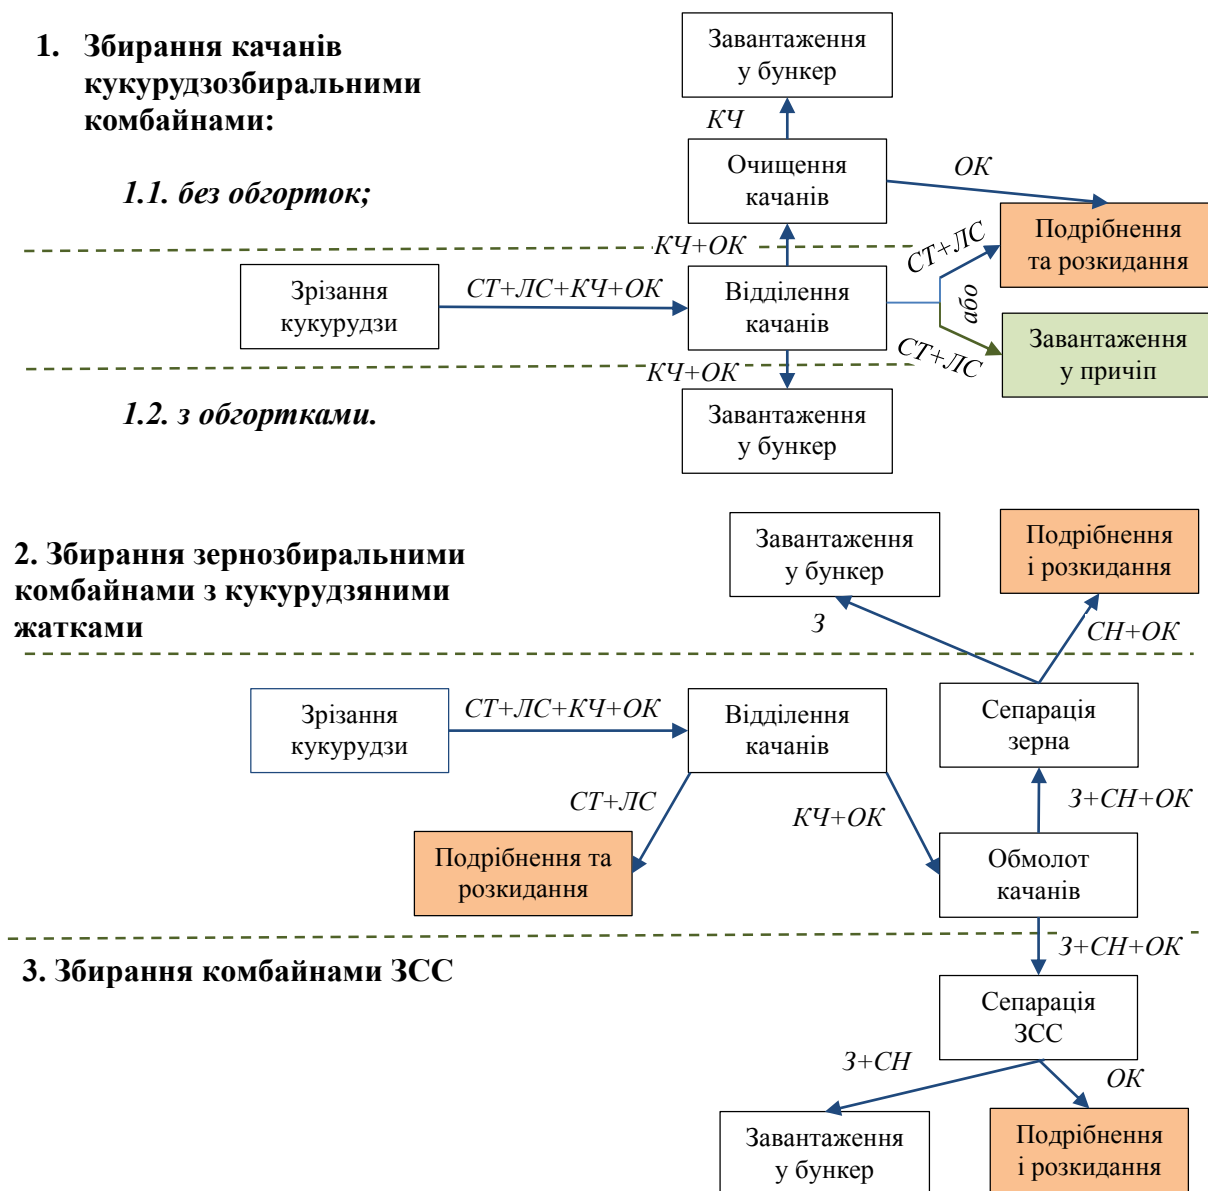 1. Збирання качанів
кукурудзозбиральними
комбайнами:
1.1. без обгорток;
Завантаження
у бункер
КЧ
Очищення
качанів
ОК
КЧ+ОК
СТ+ЛС
Подрібнення
та розкидання
Зрізання
кукурудзи
СТ+ЛС+КЧ+ОК
Відділення
качанів
або
СТ+ЛС
Завантаження
у причіп
КЧ+ОК
1.2. з обгортками.
Завантаження
у бункер
2. Збирання зернозбиральними
комбайнами з кукурудзяними
жатками
Завантаження
у бункер
Подрібнення
і розкидання
З
СН+ОК
Зрізання
кукурудзи
СТ+ЛС+КЧ+ОК
Відділення
качанів
Сепарація
зерна
СТ+ЛС
КЧ+ОК
З+СН+ОК
Подрібнення та
розкидання
Обмолот
качанів
3. Збирання комбайнами ЗСС
З+СН+ОК
Сепарація
ЗСС
З+СН
ОК
Завантаження
у бункер
Подрібнення
і розкидання